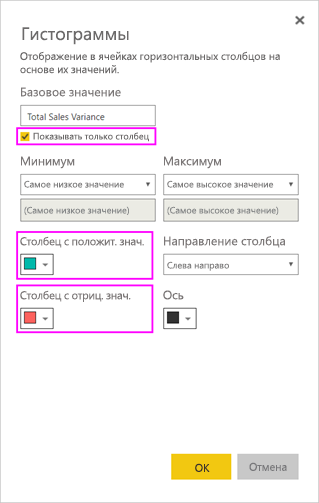 Гистограммы
Отображение в ячейках горизонтальных столбцов на
основе их значений.
Базовое значение
Total Sales Variance
Показывать только столбец
Минимум
Максимум
Самое низкое значение
Самое высокое значение
(Самое низкое значение)
(Самое высокое значение)
Столбец с положит. знач.
Направление столбца
Слева направо
Столбец с отриц. знач.
Ось
ОК
Отмена